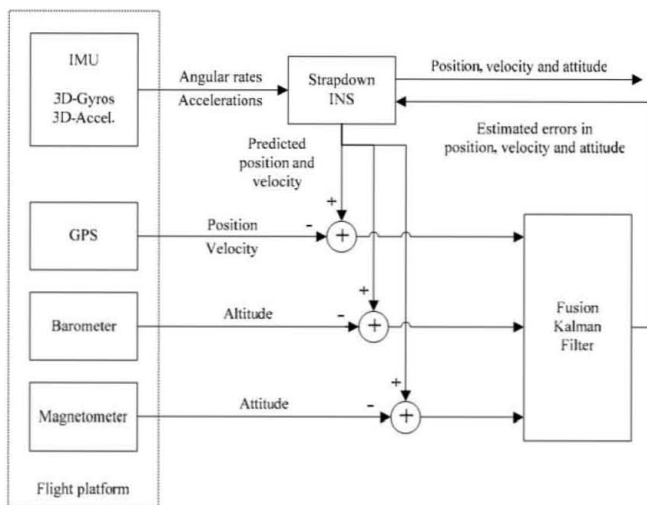 IMU
3D-Gyros
3D-Accel.
Angular rates
Accelerations
Strapdown
INS
Position, velocity and attitude
Estimated errors in
position, velocity and attitude
Predicted
position and
velocity
+
GPS
Position
Velocity
-
+
+
Barometer
Altitude
-
+
Fusion
Kalman
Filter
+
Magnetometer
Attitude
-
+
Flight platform